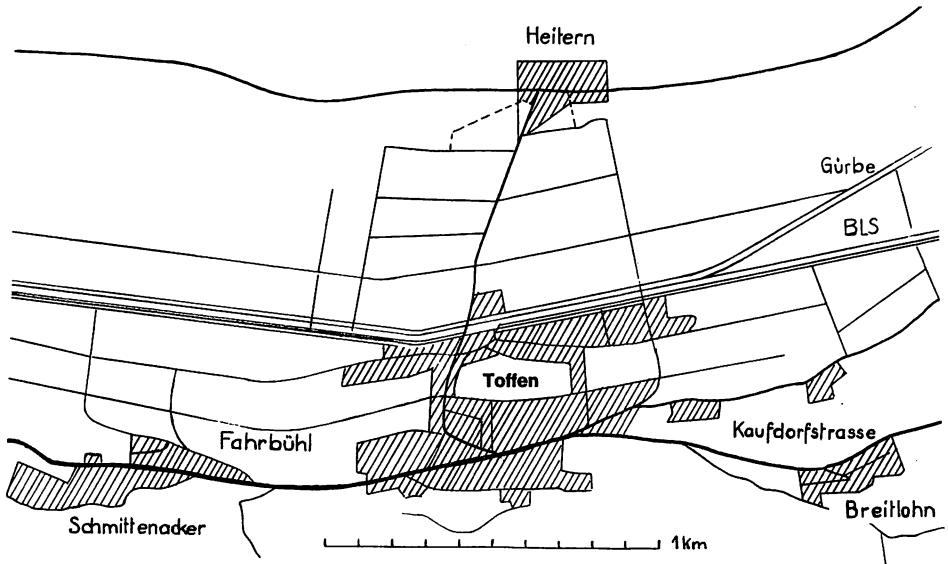 Heitern
Gürbe
BLS
Toffen
Fahrbühl
Kaufdorfstrasse
Schmittenacker
Breitlohn
1Km